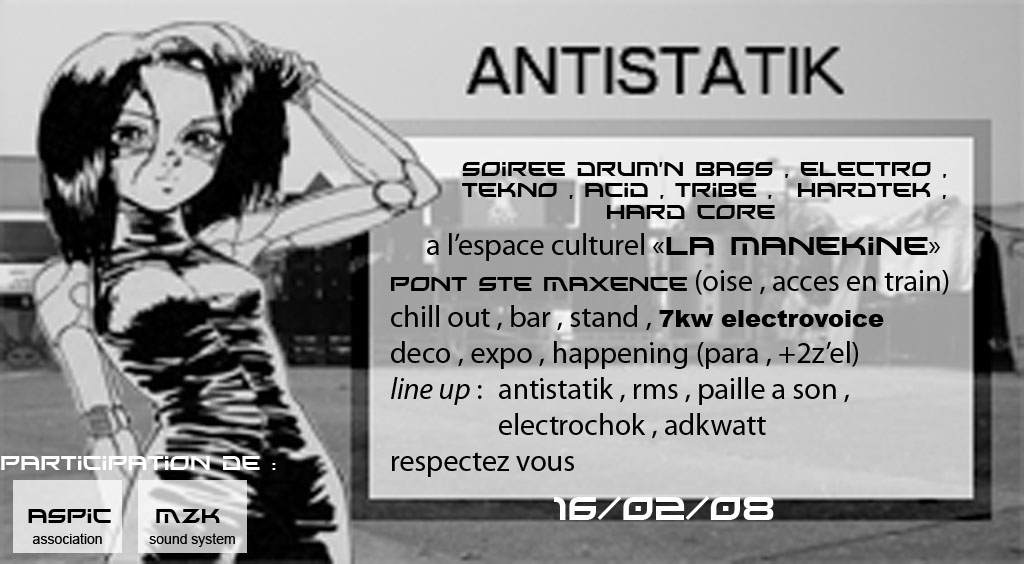 ANTISTATIK
SOIREE DRUM'N BASS , ELECTRO ,
TEKNO , ACID , TRIBE , HARDTEK ,
HARD CORE
a l'espace culturel «LA MANEKINE»
PONT STE MAXENCE (oise , acces en train)
chill out , bar , stand , 7kw electrovoice
deco , expo , happening (para , +2z'el)
line up : antistatik , rms , paille a son ,
electrochok , adkwatt
respectez vous
16/02/08
PARTICIPATION DE :
ASPIC
association
MZK
sound system